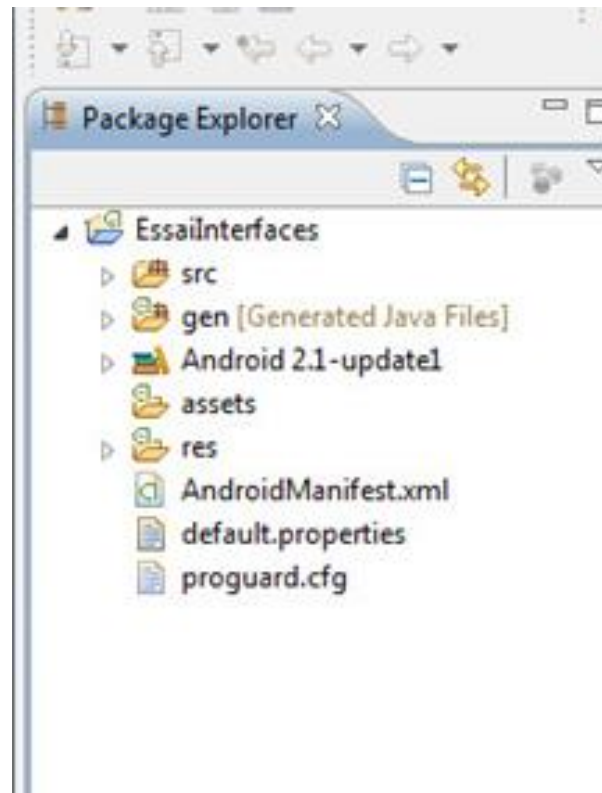 Package Explorer
EssaiInterfaces
src
gen [Generated Java Files]
Android 2.1-update1
assets
res
AndroidManifest.xml
default.properties
proguard.cfg